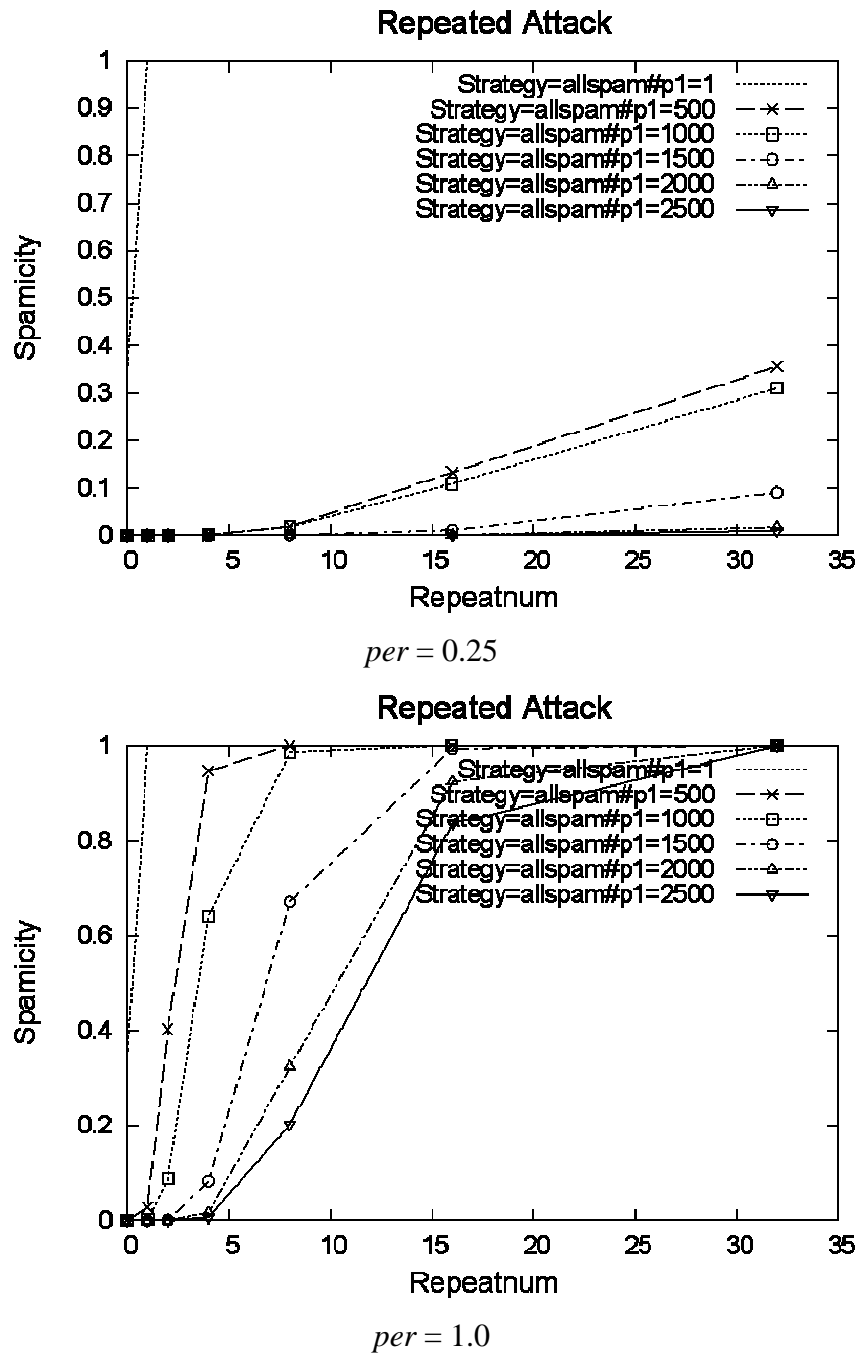 Repeated Attack
1
0.9
0.8
0.7
0.6
0.5
0.4
0.3
0.2
0.1
0
Spamicity
Strategy=allspam#p1=1
Strategy=allspam#p1=500
Strategy=allspam#p1=1000
Strategy=allspam#p1=1500
Strategy=allspam#p1=2000
Strategy=allspam#p1=2500
0 5 10 15 20 25 30 35
Repeatnum
per = 0.25
Repeated Attack
1
0.8
0.6
0.4
0.2
0
Spamicity
Strategy=allspam#p1=1
Strategy=allspam#p1=500
Strategy=allspam#p1=1000
Strategy=allspam#p1=1500
Strategy=allspam#p1=2000
Strategy=allspam#p1=2500
0 5 10 15 20 25 30 35
Repeatnum
per = 1.0